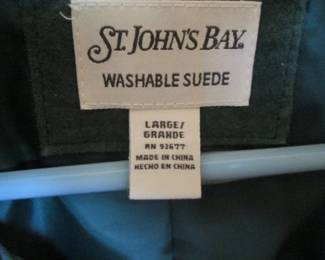 ST. JOHN'S BAY
WASHABLE SUEDE
LARGE/
GRANDE
RN 93677
MADE IN CHINA
HECHO EN CHINA